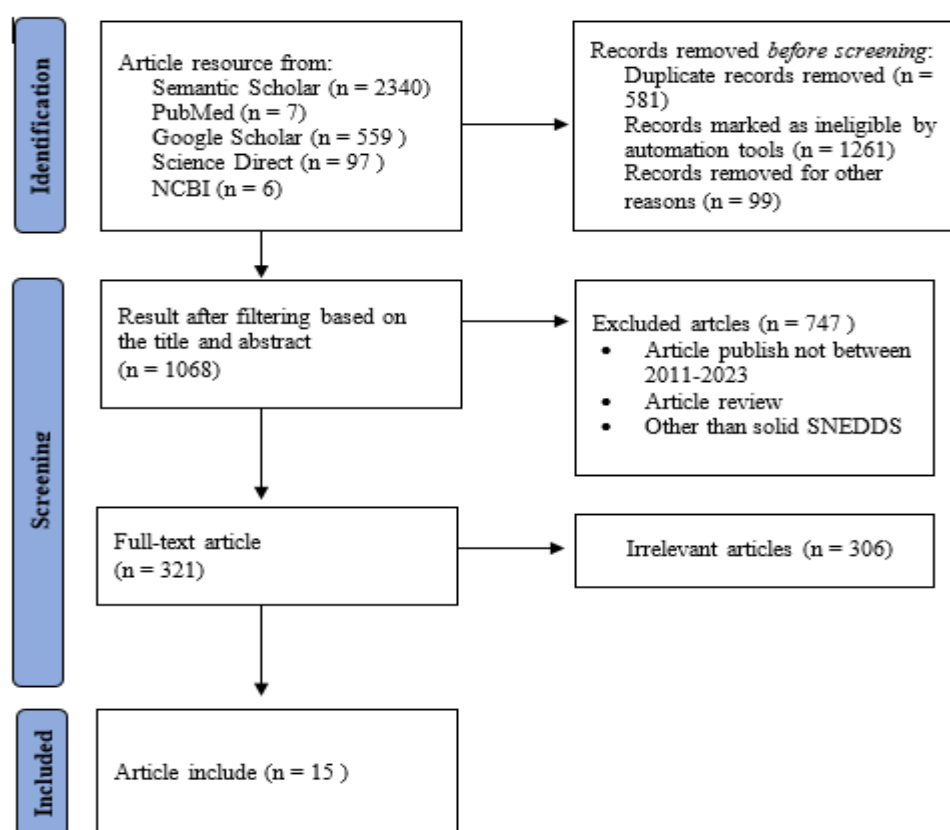 Identification
Article resource from:
Semantic Scholar (n = 2340)
PubMed (n = 7)
Google Scholar (n = 559 )
Science Direct (n = 97 )
NCBI (n = 6)
Records removed before screening:
Duplicate records removed (n =
581)
Records marked as ineligible by
automation tools (n = 1261)
Records removed for other
reasons (n = 99)
Screening
Result after filtering based on
the title and abstract
(n = 1068)
Excluded artcles (n = 747 )
• Article publish not between
2011-2023
• Article review
• Other than solid SNEDDS
Full-text article
(n = 321)
Irrelevant articles (n = 306)
Included
Article include (n = 15 )